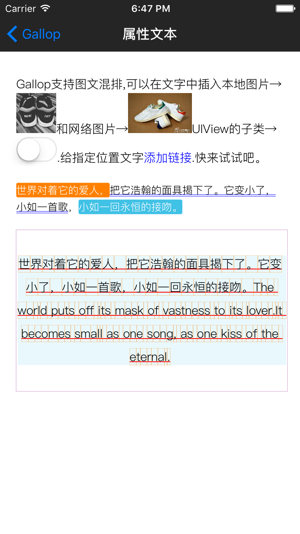 Carrier 6:47 PM
Gallop 属性文本
Gallop支持图文混排,可以在文字中插入本地图片→
和网络图片→UIView的子类→
.给指定位置文字添加链接.快来试试吧。
世界对着它的爱人，把它浩翰的面具揭下了。它变小了，
小如一首歌，小如一回永恒的接吻。
世界对着它的爱人，把它浩翰的面具揭下了。它变
小了，小如一首歌，小如一回永恒的接吻。The
world puts off its mask of vastness to its lover.It
becomes small as one song, as one kiss of the
eternal.